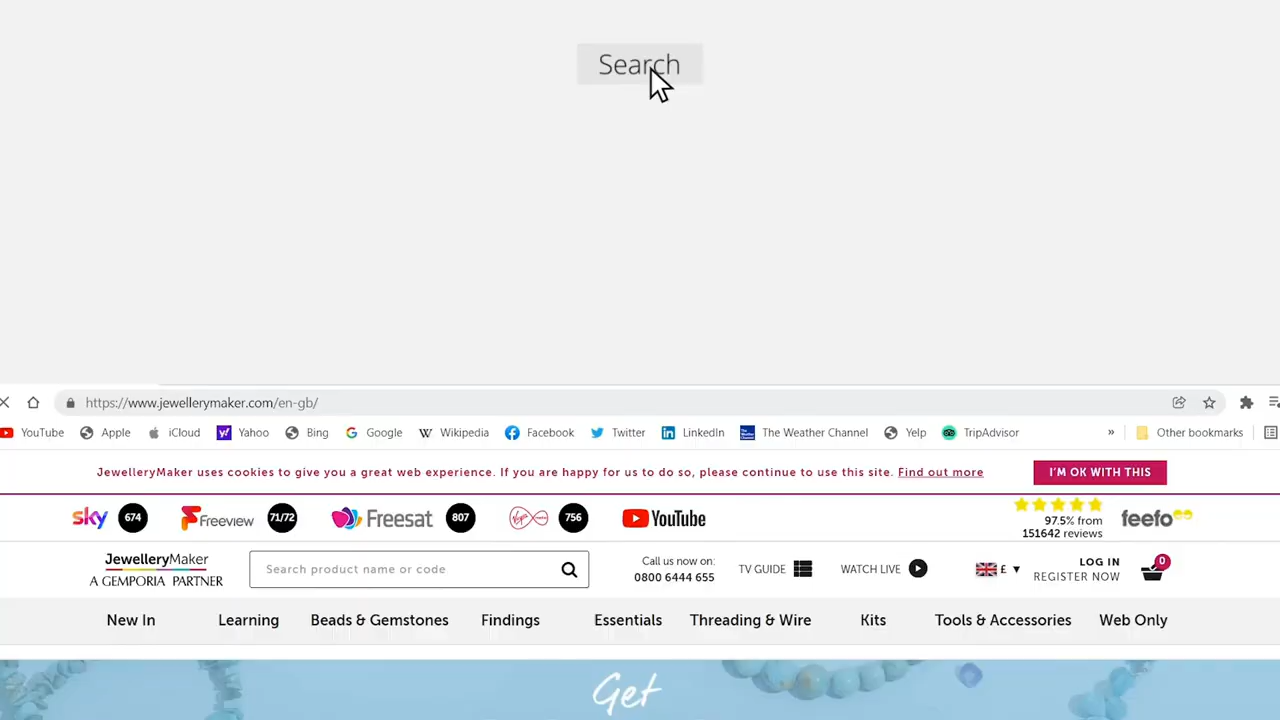 Search
https://www.jewellerymaker.com/en-gb/
YouTube Apple iCloud Yahoo Bing Google Wikipedia Facebook Twitter LinkedIn The Weather Channel Yelp TripAdvisor » Other bookmarks
JewelleryMaker uses cookies to give you a great web experience. If you are happy for us to do so, please continue to use this site. Find out more I'M OK WITH THIS
sky 674 Freeview 71/72 Freesat 807 756 YouTube
97.5% from
151642 reviews
feefo
JewelleryMaker
A GEMPORIA PARTNER
Search product name or code
Call us now on:
0800 6444 655
TV GUIDE WATCH LIVE £ LOG IN
REGISTER NOW
0
New In Learning Beads & Gemstones Findings Essentials Threading & Wire Kits Tools & Accessories Web Only
Get